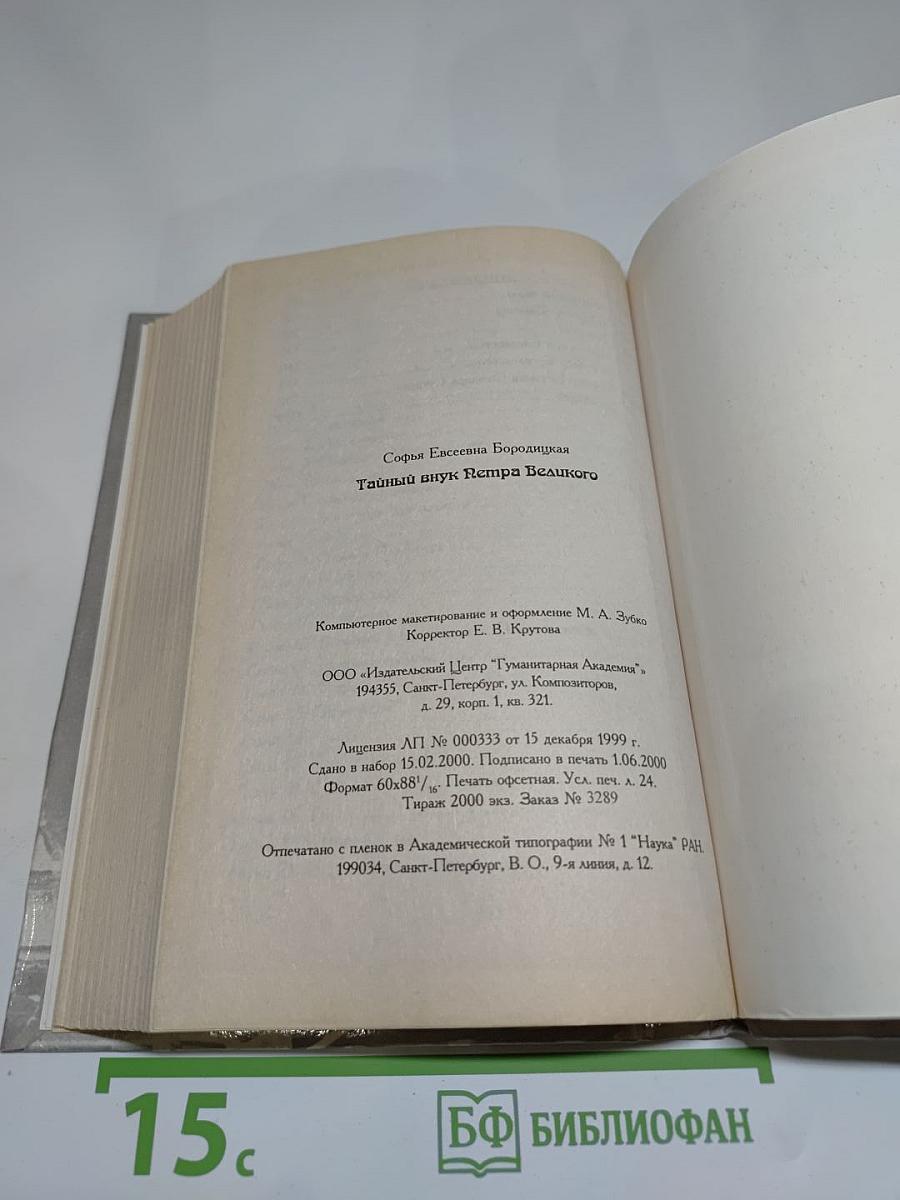 Софья Евсеевна Бородицкая
Тайный внук Петра Великого
Компьютерное макетирование и оформление М. А. Зубко
Корректор Е. В. Крутова
ООО «Издательский Центр "Гуманитарная Академия"»
194355, Санкт-Петербург, ул. Композиторов,
д. 29, корп. 1, кв. 321.
Лицензия ЛП № 000333 от 15 декабря 1999 г.
Сдано в набор 15.02.2000. Подписано в печать 1.06.2000
Формат 60х88¹/₁₆. Печать офсетная. Усл. печ. л. 24.
Тираж 2000 экз. Заказ № 3289
Отпечатано с пленок в Академической типографии № 1 "Наука" РАН.
199034, Санкт-Петербург, В. О., 9-я линия, д. 12.
15 с
БФ БИБЛИОФАН